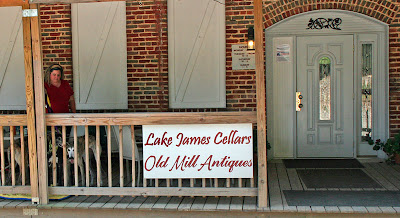 Lake James Cellars
Old Mill Antiques